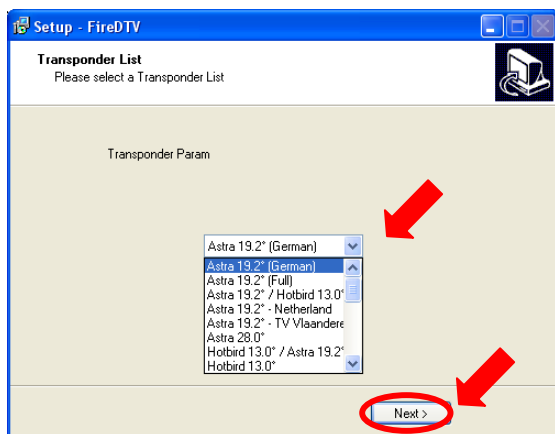 Setup - FireDTV
Transponder List
Please select a Transponder List
Transponder Param
Astra 19.2° (German)
Astra 19.2° (German)
Astra 19.2° (Full)
Astra 19.2° / Hotbird 13.0°
Astra 19.2° - Netherland
Astra 19.2° - TV Vlaandere
Astra 28.0°
Hotbird 13.0° / Astra 19.2°
Hotbird 13.0°
Next >